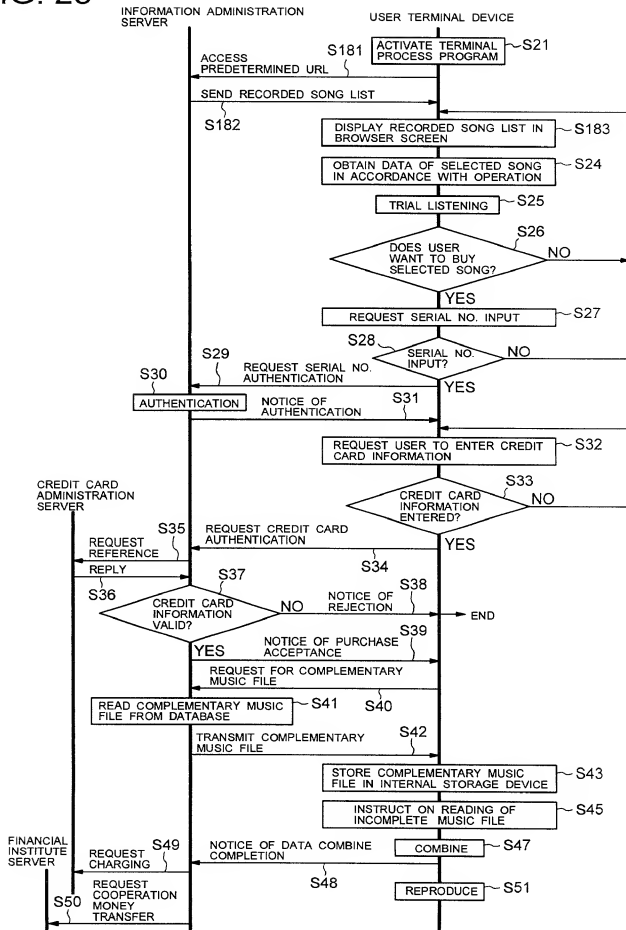 INFORMATION ADMINISTRATION
SERVER
USER TERMINAL DEVICE
ACTIVATE TERMINAL
PROCESS PROGRAM
S21
S181
ACCESS
PREDETERMINED URL
SEND RECORDED SONG LIST
S182
DISPLAY RECORDED SONG LIST IN
BROWSER SCREEN
S183
OBTAIN DATA OF SELECTED SONG
IN ACCORDANCE WITH OPERATION
S24
TRIAL LISTENING
S25
S26
DOES USER
WANT TO BUY
SELECTED SONG?
NO
YES
REQUEST SERIAL NO. INPUT
S27
S28
SERIAL NO.
INPUT?
NO
YES
S29
REQUEST SERIAL NO.
AUTHENTICATION
S30
AUTHENTICATION
NOTICE OF
AUTHENTICATION
S31
REQUEST USER TO ENTER CREDIT
CARD INFORMATION
S32
S33
CREDIT CARD
INFORMATION
ENTERED?
NO
YES
CREDIT CARD
ADMINISTRATION
SERVER
REQUEST CREDIT CARD
AUTHENTICATION
S34
S35
REQUEST
REFERENCE
REPLY
S36
S37
CREDIT CARD
INFORMATION
VALID?
NO
YES
NOTICE OF
REJECTION
S38
END
NOTICE OF PURCHASE
ACCEPTANCE
S39
REQUEST FOR COMPLEMENTARY
MUSIC FILE
S40
READ COMPLEMENTARY MUSIC
FILE FROM DATABASE
S41
TRANSMIT COMPLEMENTARY
MUSIC FILE
S42
STORE COMPLEMENTARY MUSIC
FILE IN INTERNAL STORAGE DEVICE
S43
INSTRUCT ON READING OF
INCOMPLETE MUSIC FILE
S45
COMBINE
S47
NOTICE OF DATA COMBINE
COMPLETION
S48
FINANCIAL
INSTITUTE
SERVER
REQUEST
CHARGING
S49
REPRODUCE
S51
REQUEST
COOPERATION
MONEY
TRANSFER
S50